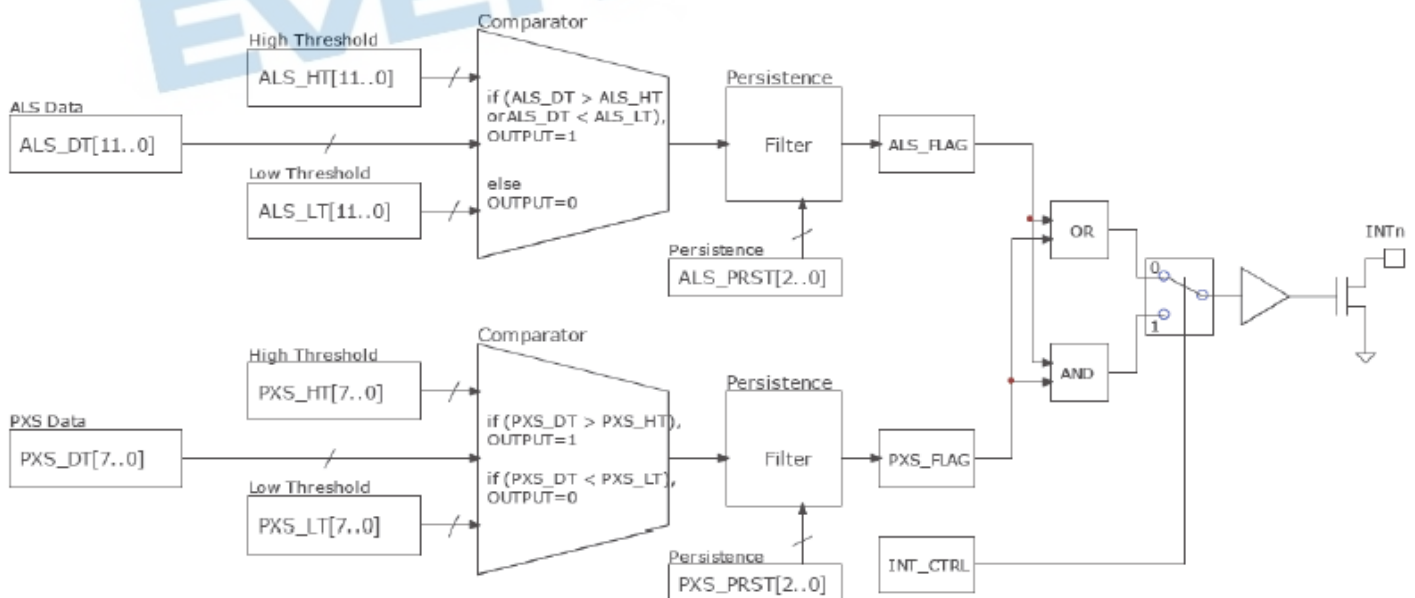 EVER
Comparator
High Threshold
ALS_HT[11..0]
ALS Data
ALS_DT[11..0]
Low Threshold
ALS_LT[11..0]
if (ALS_DT > ALS_HT
orALS_DT < ALS_LT),
OUTPUT=1
else
OUTPUT=0
Persistence
Filter
Persistence
ALS_PRST[2..0]
ALS_FLAG
OR
0
1
INTn
AND
Comparator
High Threshold
PXS_HT[7..0]
PXS Data
PXS_DT[7..0]
Low Threshold
PXS_LT[7..0]
if (PXS_DT > PXS_HT),
OUTPUT=1
if (PXS_DT < PXS_LT),
OUTPUT=0
Persistence
Filter
Persistence
PXS_PRST[2..0]
PXS_FLAG
INT_CTRL